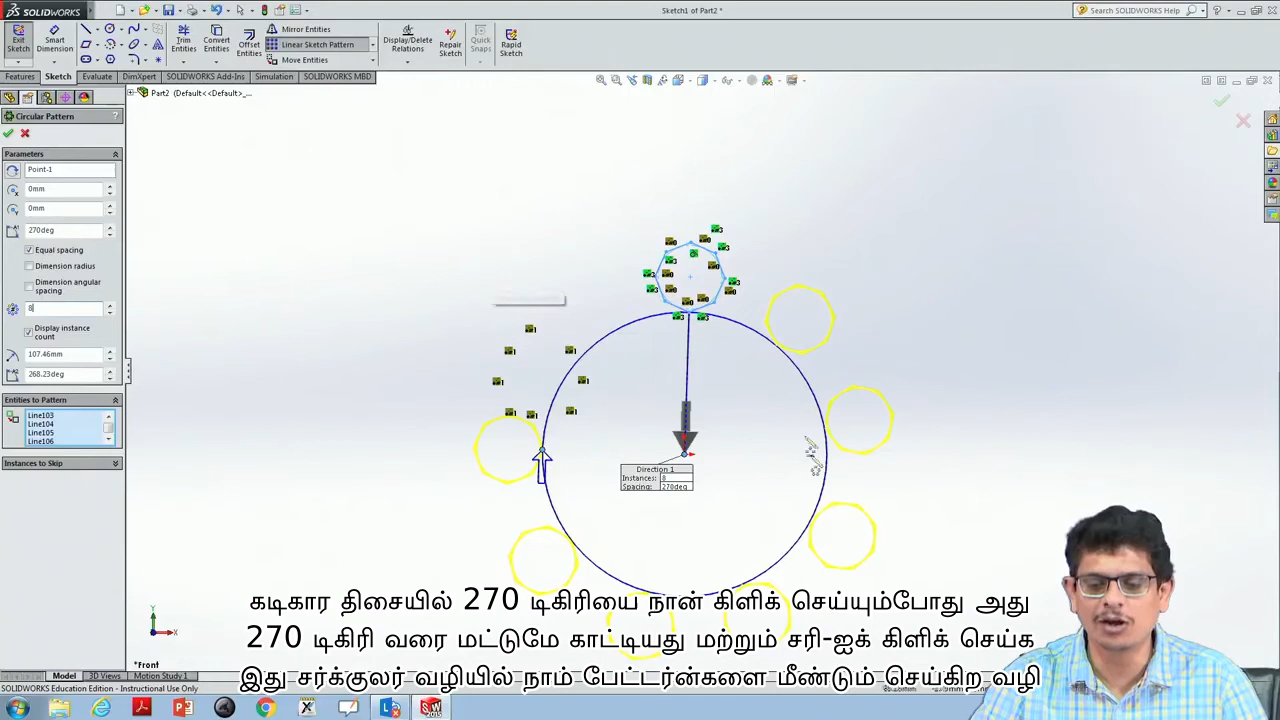 SOLIDWORKS
Sketch1 of Part2 *
Search SOLIDWORKS Help
Exit Sketch
Smart Dimension
Trim Entities
Convert Entities
Offset Entities
Mirror Entities
Linear Sketch Pattern
Move Entities
Display/Delete Relations
Repair Sketch
Quick Snaps
Rapid Sketch
Features Sketch Evaluate DimXpert SOLIDWORKS Add-Ins Simulation SOLIDWORKS MBD
Part2 (Default<<Default>_...
Circular Pattern
Parameters
Point-1
0mm
0mm
270deg
Equal spacing
Dimension radius
Dimension angular spacing
8
Display instance count
107.46mm
268.23deg
Entities to Pattern
Line103
Line104
Line105
Line106
Instances to Skip
Direction 1
Instances: 8
Spacing: 270deg
Y
X
*Front
கடிகார திசையில் 270 டிகிரியை நான் கிளிக் செய்யும்போது அது
270 டிகிரி வரை மட்டுமே காட்டியது மற்றும் சரி-ஐக் கிளிக் செய்க
இது சர்க்குலர் வழியில் நாம் பேட்டர்ன்களை மீண்டும் செய்கிற வழி
Model 3D Views Motion Study 1
SOLIDWORKS Education Edition - Instructional Use Only